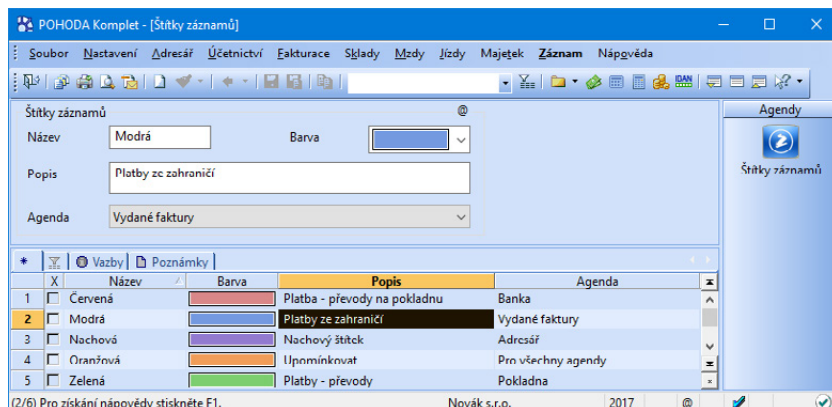 POHODA Komplet - [Štítky záznamů]
Soubor Nastavení Adresář Účetnictví Fakturace Sklady Mzdy Jízdy Majetek Záznam Nápověda
Štítky záznamů @
Název Modrá Barva
Popis Platby ze zahraničí
Agenda Vydané faktury
Agendy
Štítky záznamů
* Vazby Poznámky
X Název Barva Popis Agenda
1 Červená Platba - převody na pokladnu Banka
2 Modrá Platby ze zahraničí Vydané faktury
3 Nachová Nachový štítek Adresář
4 Oranžová Upomínkovat Pro všechny agendy
5 Zelená Platby - převody Pokladna
(2/6) Pro získání nápovědy stiskněte F1. Novák s.r.o. 2017 @